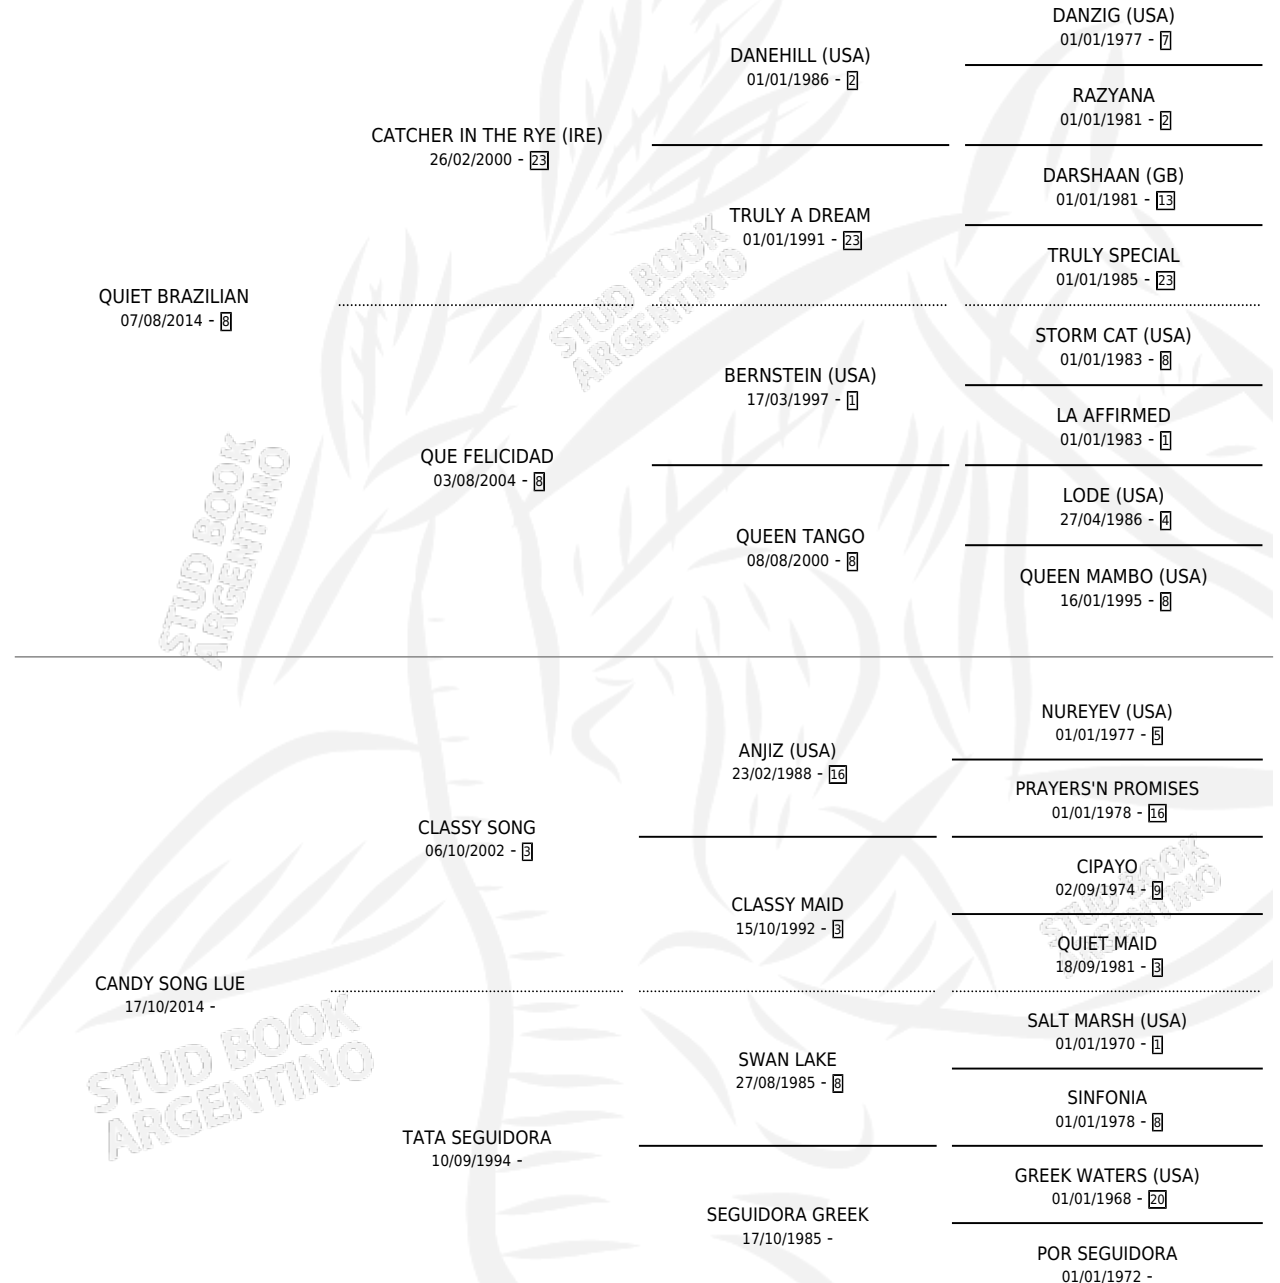 DANZIG (USA)
01/01/1977 - 7
DANEHILL (USA)
01/01/1986 - 2
RAZYANA
01/01/1981 - 2
CATCHER IN THE RYE (IRE)
26/02/2000 - 23
DARSHAAN (GB)
01/01/1981 - 13
TRULY A DREAM
01/01/1991 - 23
TRULY SPECIAL
01/01/1985 - 23
QUIET BRAZILIAN
07/08/2014 - 8
STUD BOOK
ARGENTINO
STORM CAT (USA)
01/01/1983 - 8
BERNSTEIN (USA)
17/03/1997 - 1
LA AFFIRMED
01/01/1983 - 1
QUE FELICIDAD
03/08/2004 - 8
LODE (USA)
27/04/1986 - 4
QUEEN TANGO
08/08/2000 - 8
QUEEN MAMBO (USA)
16/01/1995 - 8
STUD BOOK
ARGENTINO
NUREYEV (USA)
01/01/1977 - 5
ANJIZ (USA)
23/02/1988 - 16
PRAYERS'N PROMISES
01/01/1978 - 16
CLASSY SONG
06/10/2002 - 3
CIPAYO
02/09/1974 - 9
CLASSY MAID
15/10/1992 - 3
STUD BOOK
ARGENTINO
QUIET MAID
18/09/1981 - 3
CANDY SONG LUE
17/10/2014 -
STUD BOOK
ARGENTINO
SALT MARSH (USA)
01/01/1970 - 1
SWAN LAKE
27/08/1985 - 8
SINFONIA
01/01/1978 - 8
TATA SEGUIDORA
10/09/1994 -
GREEK WATERS (USA)
01/01/1968 - 20
SEGUIDORA GREEK
17/10/1985 -
POR SEGUIDORA
01/01/1972 -